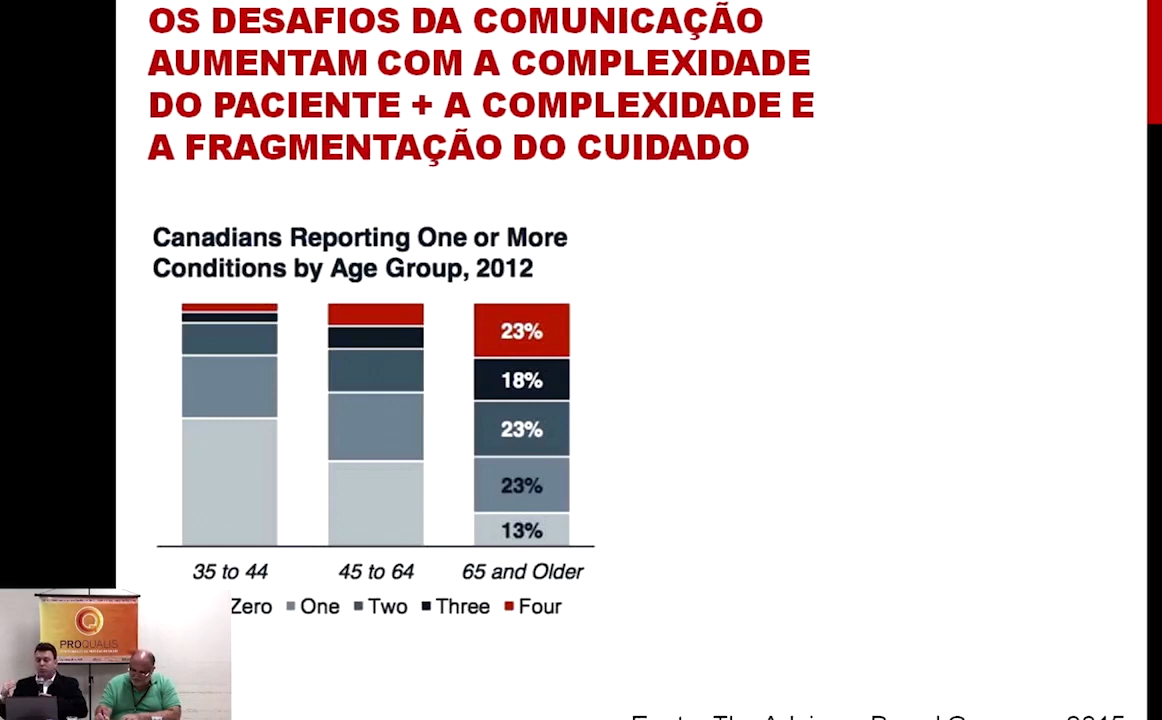 OS DESAFIOS DA COMUNICAÇÃO
AUMENTAM COM A COMPLEXIDADE
DO PACIENTE + A COMPLEXIDADE E
A FRAGMENTAÇÃO DO CUIDADO
Canadians Reporting One or More
Conditions by Age Group, 2012
23%
18%
23%
23%
13%
35 to 44 45 to 64 65 and Older
Zero One Two Three Four
PROQUALIS